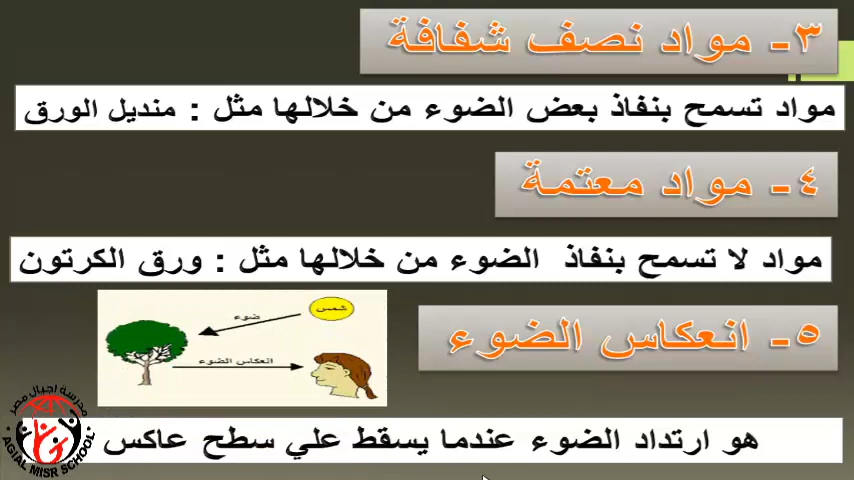 ٣- مواد نصف شفافة
مواد تسمح بنفاذ بعض الضوء من خلالها مثل : منديل الورق
٤- مواد معتمة
مواد لا تسمح بنفاذ الضوء من خلالها مثل : ورق الكرتون
٥- انعكاس الضوء
شمس
ضوء
انعكاس الضوء
هو ارتداد الضوء عندما يسقط علي سطح عاكس
مدرسة اجيال مصر
AGIAL MISR SCHOOL